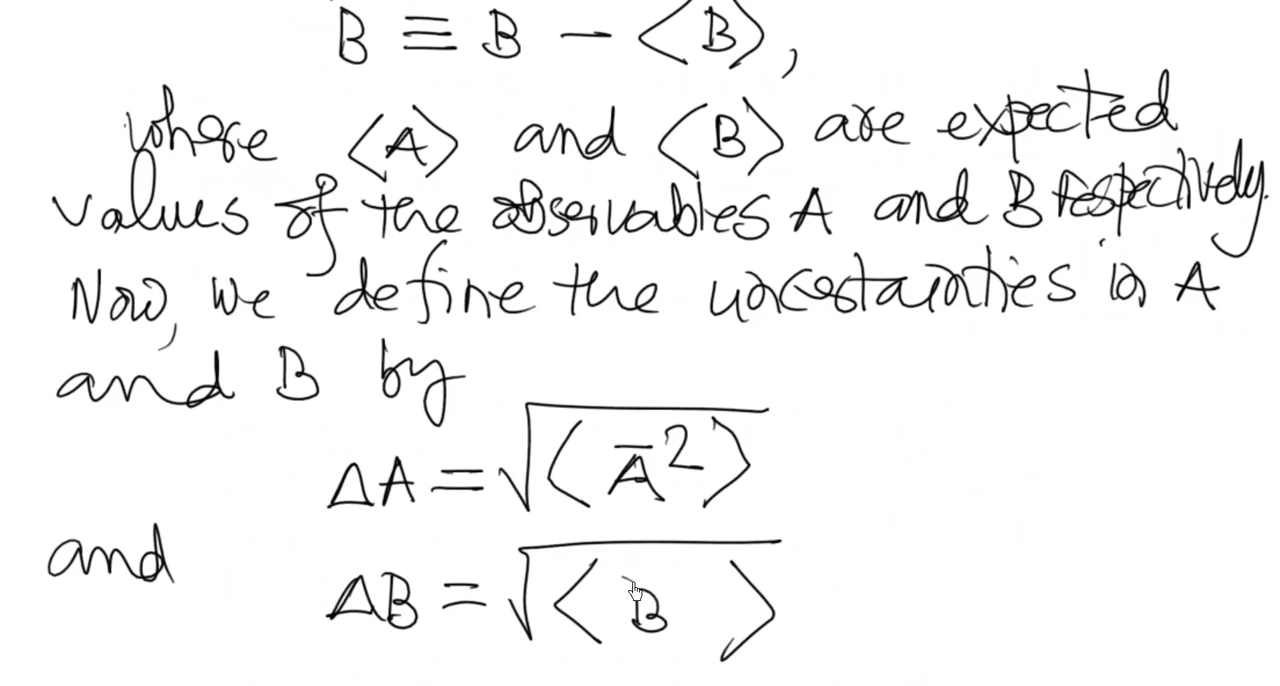 B ≡ B − ⟨B⟩,
where ⟨A⟩ and ⟨B⟩ are expected
values of the observables A and B respectively.
Now, we define the uncertainties in A
and B by
ΔA = √⟨Ā²⟩
and
ΔB = √⟨B⟩